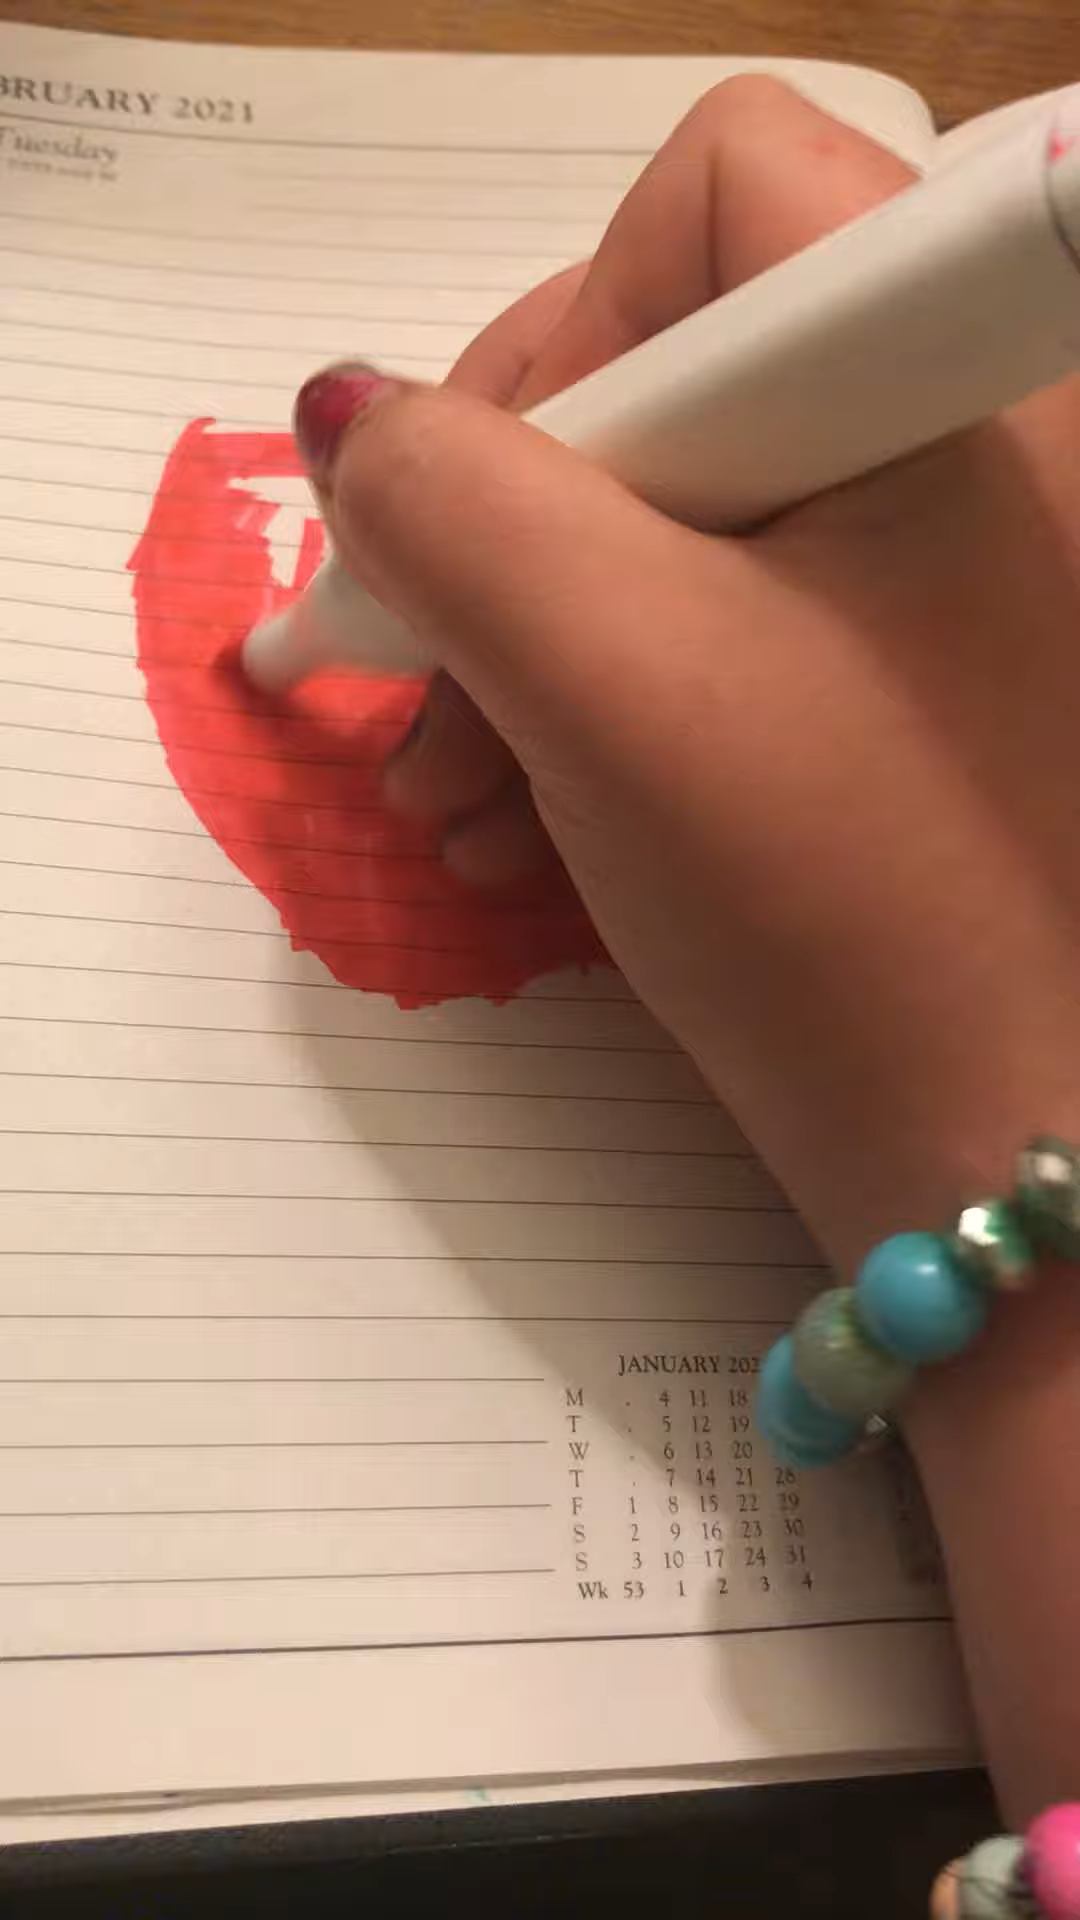 BRUARY 2021
Tuesday
JANUARY 202
M . 4 11 18
T . 5 12 19
W . 6 13 20
T . 7 14 21 28
F 1 8 15 22 29
S 2 9 16 23 30
S 3 10 17 24 31
Wk 53 1 2 3 4